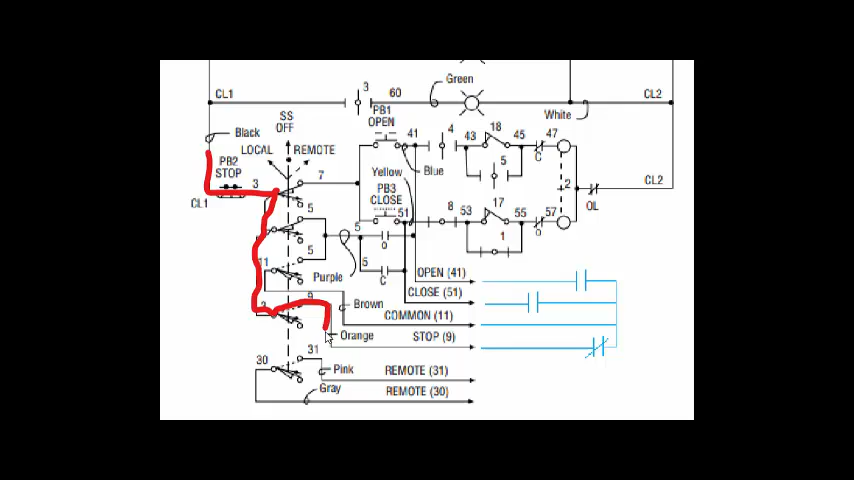 Green
CL1
3
60
CL2
PB1
OPEN
White
SS
OFF
Black
LOCAL
REMOTE
41
4
43
18
45
47
C
PB2
STOP
3
7
Blue
5
Yellow
PB3
CLOSE
2
CL2
CL1
OL
5
51
8
53
17
55
57
5
O
1
O
5
11
Purple
5
C
OPEN (41)
CLOSE (51)
9
Brown
COMMON (11)
3
Orange
STOP (9)
31
30
Pink
REMOTE (31)
Gray
REMOTE (30)